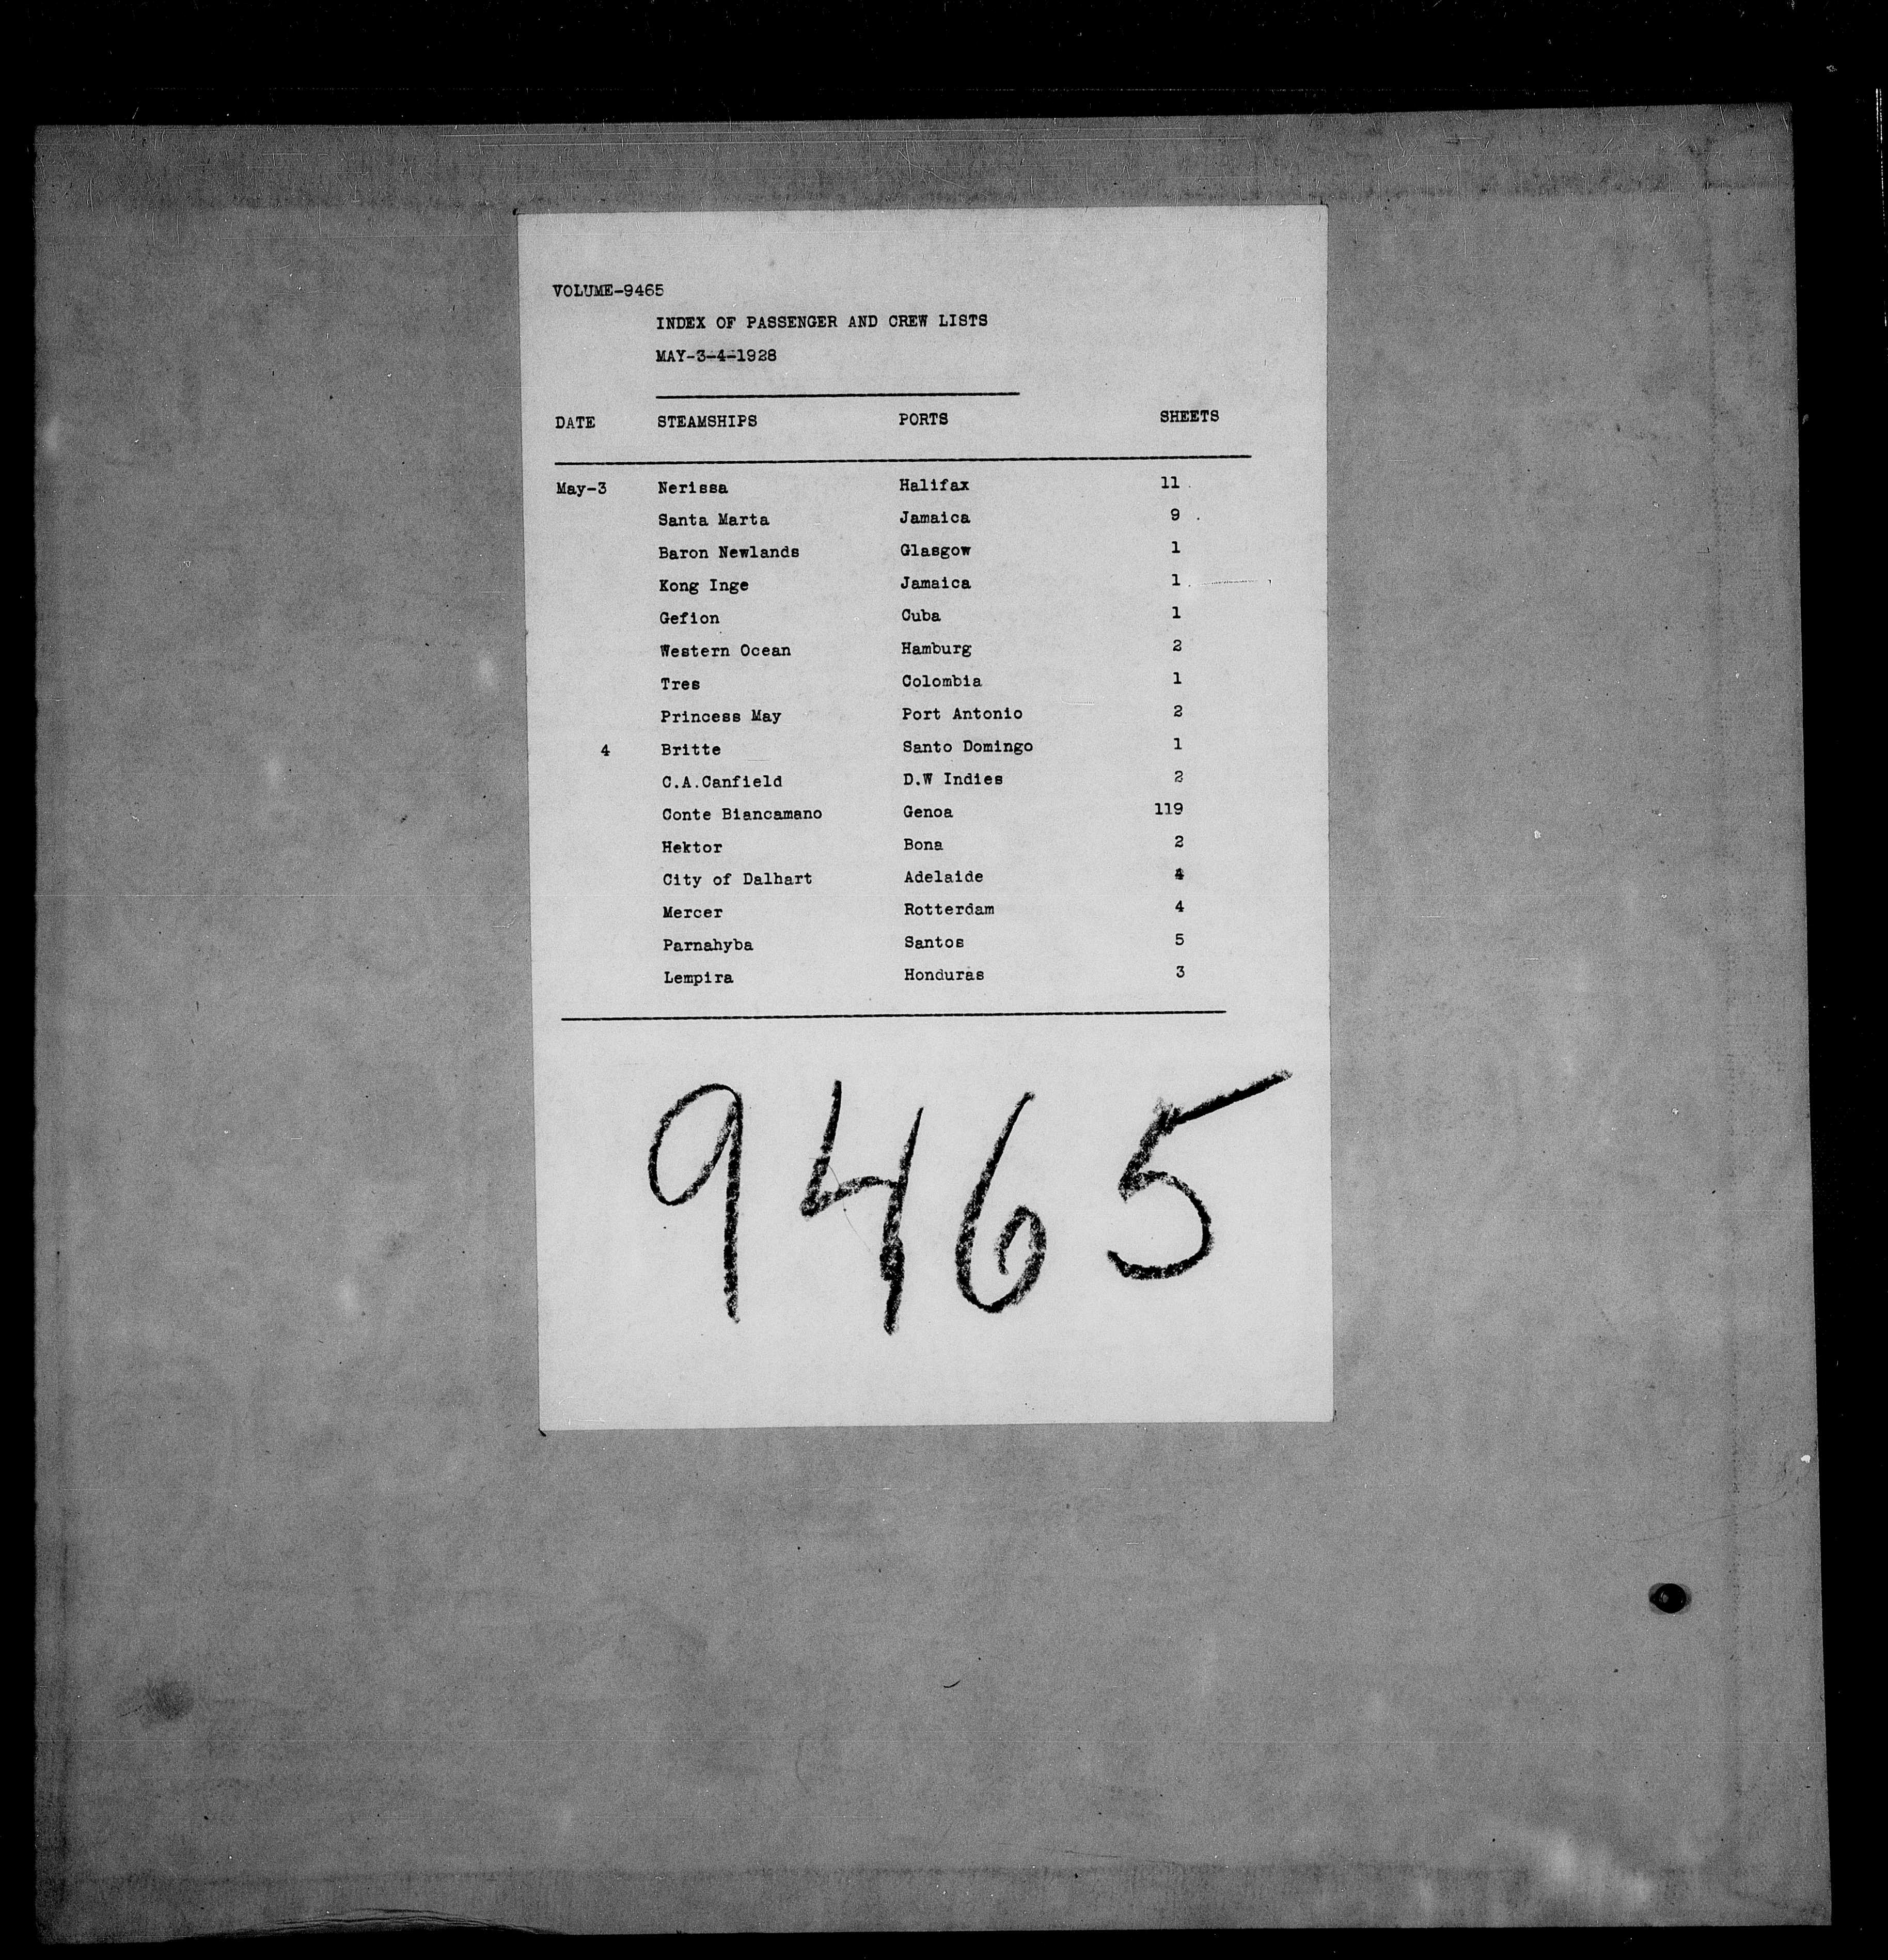 VOLUME-9465
INDEX OF PASSENGER AND CREW LISTS
MAY-3-4-1928
DATE STEAMSHIPS PORTS SHEETS
May-3 Nerissa Halifax 11
Santa Marta Jamaica 9
Baron Newlands Glasgow 1
Kong Inge Jamaica 1
Gefion Cuba 1
Western Ocean Hamburg 2
Tres Colombia 1
Princess May Port Antonio 2
4 Britte Santo Domingo 1
C.A.Canfield D.W Indies 2
Conte Biancamano Genoa 119
Hektor Bona 2
City of Dalhart Adelaide 4
Mercer Rotterdam 4
Parnahyba Santos 5
Lempira Honduras 3
9465